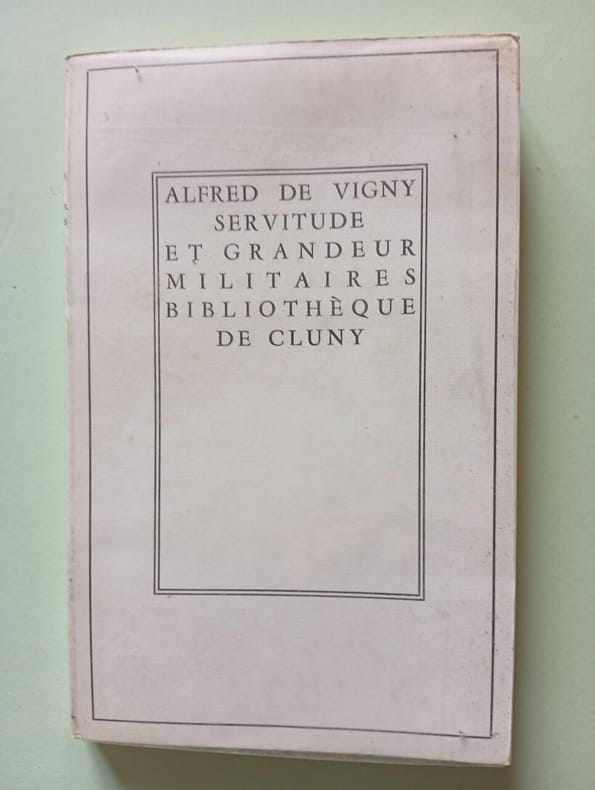 ALFRED DE VIGNY
SERVITUDE
ET GRANDEUR
MILITAIRES
BIBLIOTHÈQUE
DE CLUNY